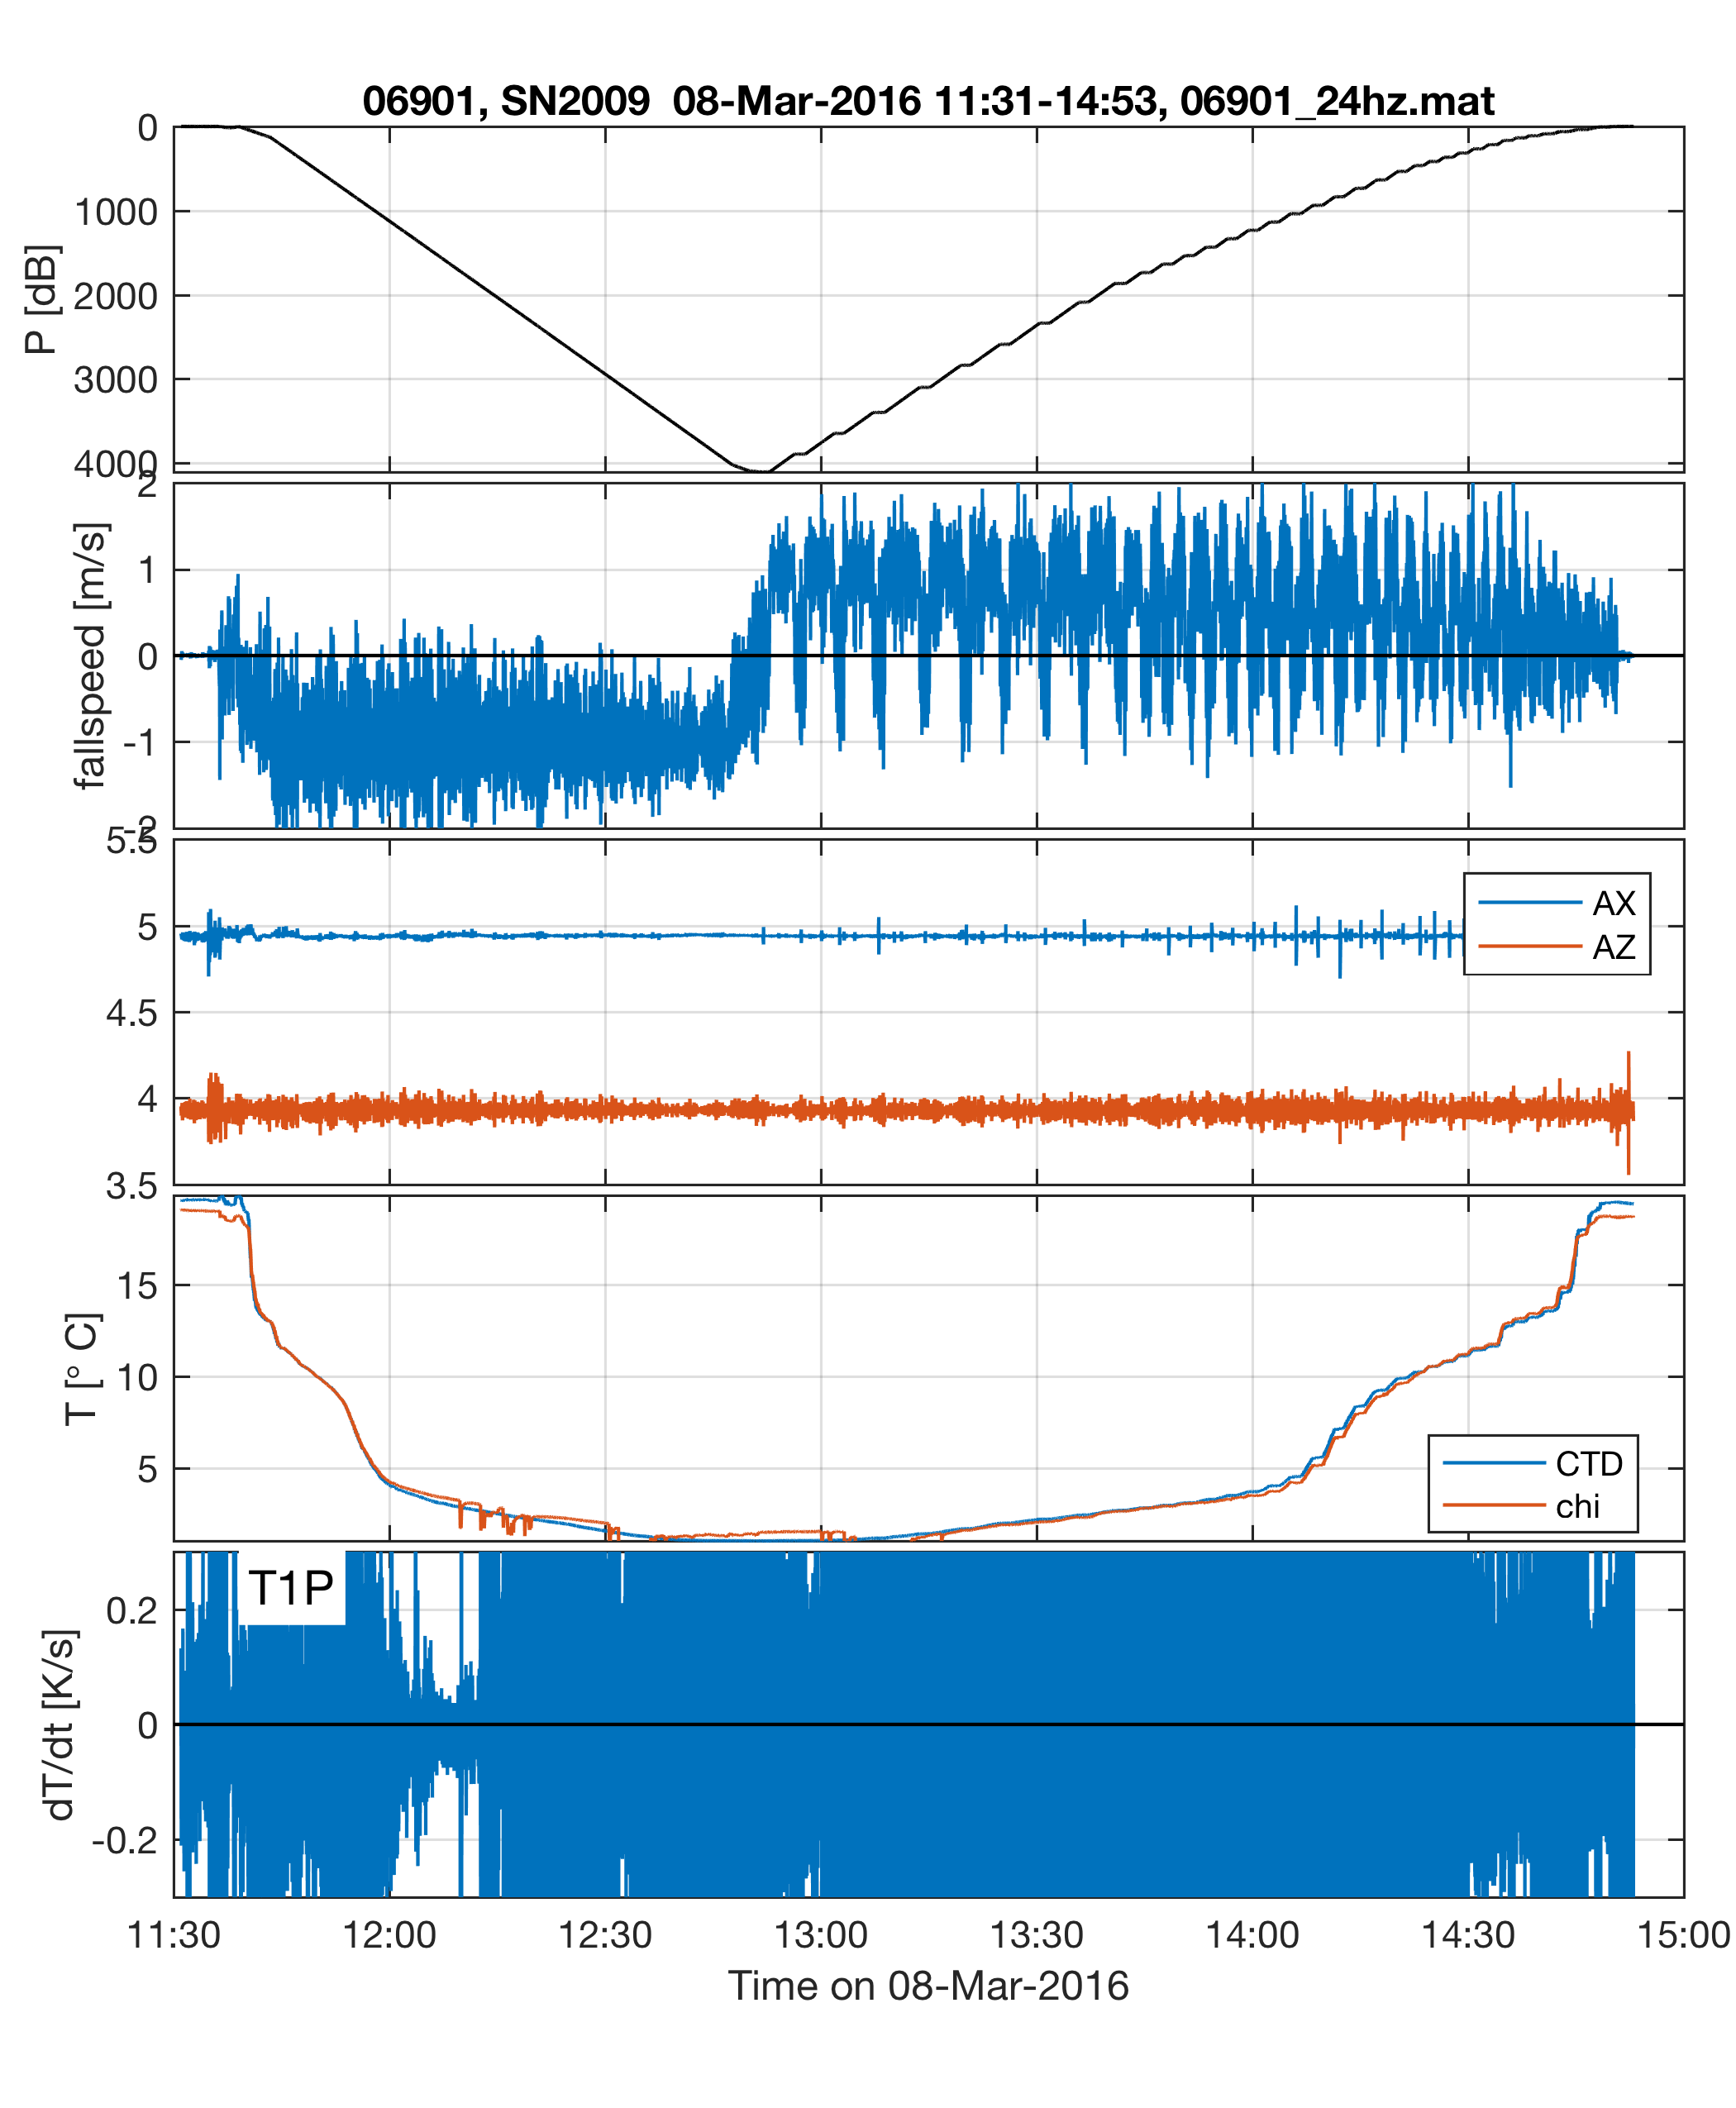 06901, SN2009  08-Mar-2016 11:31-14:53, 06901_24hz.mat
0
1000
2000
3000
4000
P [dB]
2
1
0
-1
-2
fallspeed [m/s]
5.5
5
4.5
4
3.5
AX
AZ
15
10
5
T [° C]
CTD
chi
T1P
0.2
0
-0.2
dT/dt [K/s]
11:30 12:00 12:30 13:00 13:30 14:00 14:30 15:00
Time on 08-Mar-2016